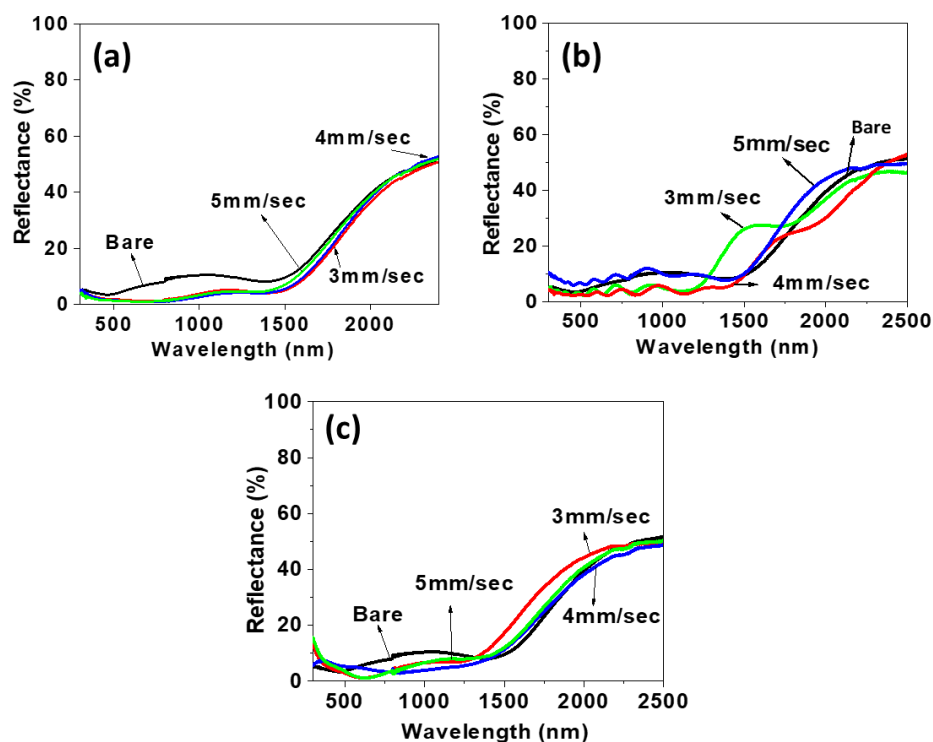 (a)
100
80
60
40
20
0
Reflectance (%)
4mm/sec
5mm/sec
Bare
3mm/sec
500 1000 1500 2000
Wavelength (nm)
(b)
100
80
60
40
20
0
Reflectance (%)
Bare
5mm/sec
3mm/sec
4mm/sec
500 1000 1500 2000 2500
Wavelength (nm)
(c)
100
80
60
40
20
0
Reflectance (%)
3mm/sec
5mm/sec
Bare
4mm/sec
500 1000 1500 2000 2500
Wavelength (nm)